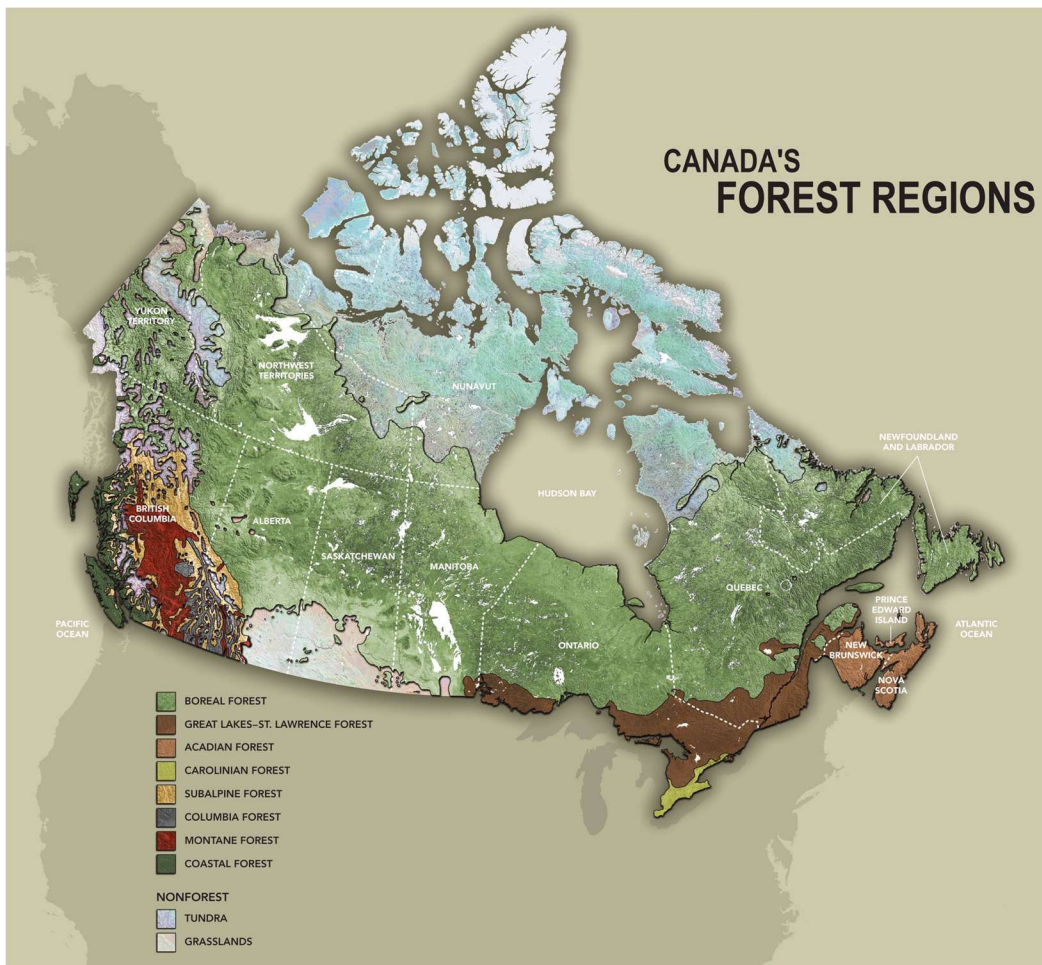 CANADA'S
FOREST REGIONS
YUKON
TERRITORY
NORTHWEST
TERRITORIES
NUNAVUT
NEWFOUNDLAND
AND LABRADOR
HUDSON BAY
BRITISH
COLUMBIA
ALBERTA
SASKATCHEWAN
MANITOBA
QUEBEC
PRINCE
EDWARD
ISLAND
PACIFIC
OCEAN
ATLANTIC
OCEAN
ONTARIO
NEW
BRUNSWICK
NOVA
SCOTIA
BOREAL FOREST
GREAT LAKES–ST. LAWRENCE FOREST
ACADIAN FOREST
CAROLINIAN FOREST
SUBALPINE FOREST
COLUMBIA FOREST
MONTANE FOREST
COASTAL FOREST
NONFOREST
TUNDRA
GRASSLANDS